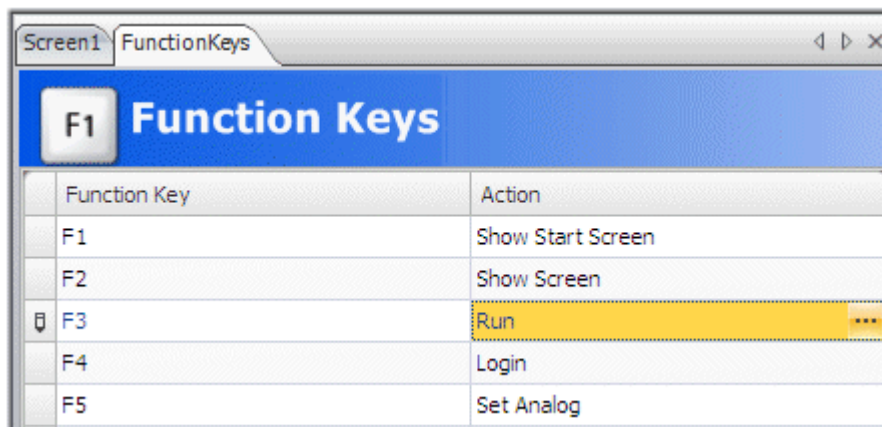 Screen1 FunctionKeys
F1 Function Keys
Function Key Action
F1 Show Start Screen
F2 Show Screen
F3 Run ...
F4 Login
F5 Set Analog